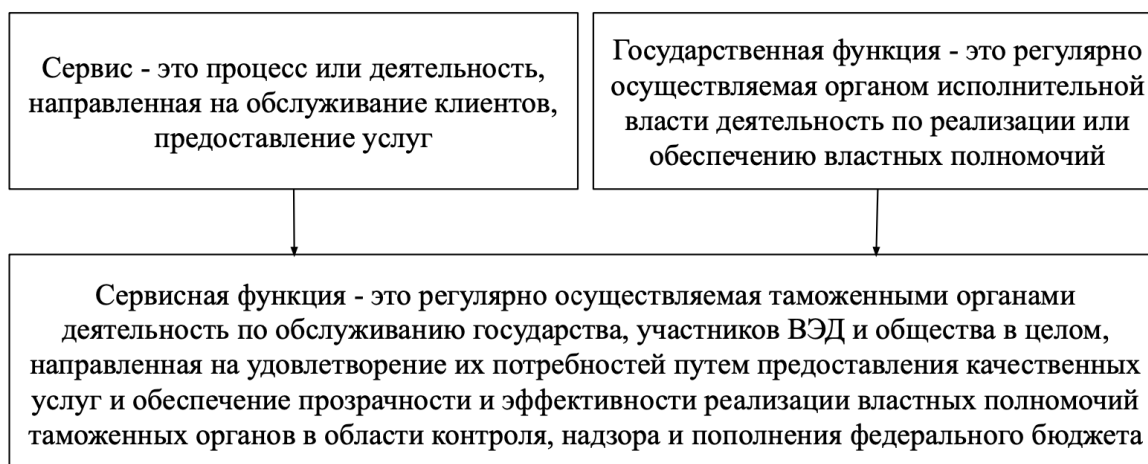 Сервис - это процесс или деятельность,
направленная на обслуживание клиентов,
предоставление услуг
Государственная функция - это регулярно
осуществляемая органом исполнительной
власти деятельность по реализации или
обеспечению властных полномочий
Сервисная функция - это регулярно осуществляемая таможенными органами
деятельность по обслуживанию государства, участников ВЭД и общества в целом,
направленная на удовлетворение их потребностей путем предоставления качественных
услуг и обеспечение прозрачности и эффективности реализации властных полномочий
таможенных органов в области контроля, надзора и пополнения федерального бюджета